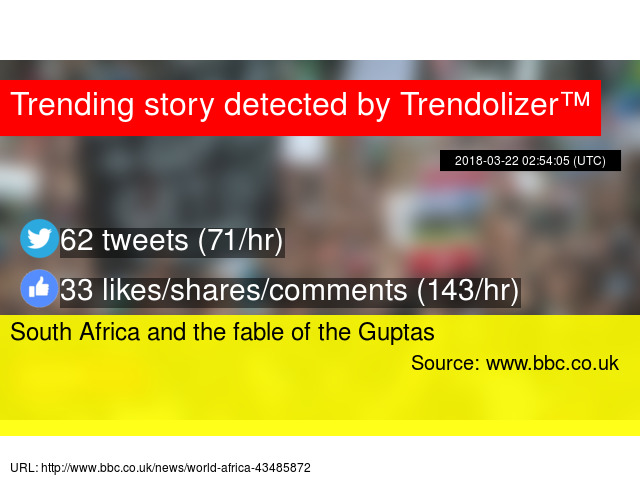 Trending story detected by Trendolizer™
2018-03-22 02:54:05 (UTC)
62 tweets (71/hr)
33 likes/shares/comments (143/hr)
South Africa and the fable of the Guptas
Source: www.bbc.co.uk
URL: http://www.bbc.co.uk/news/world-africa-43485872